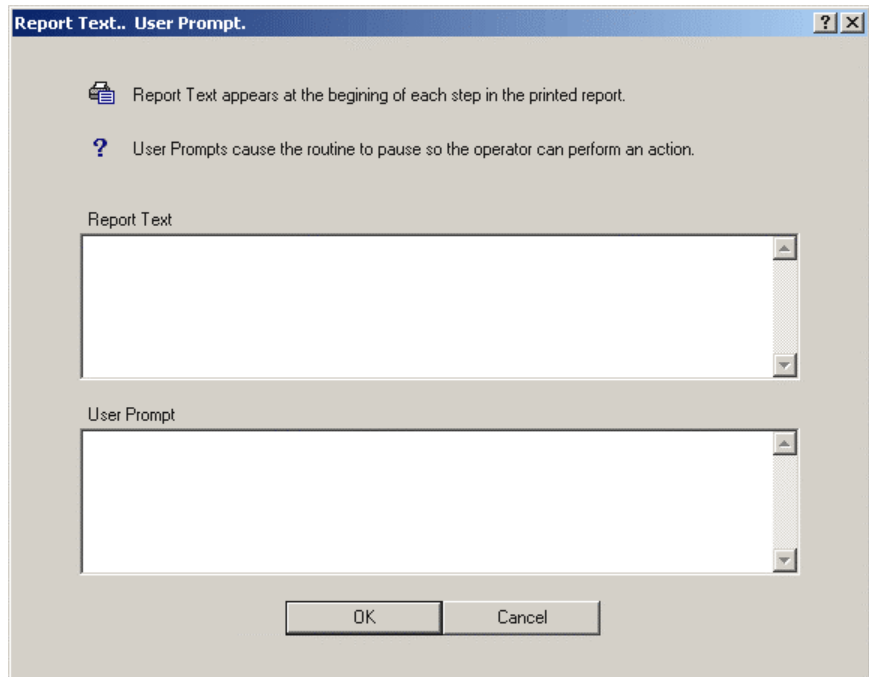 Report Text.. User Prompt.
Report Text appears at the begining of each step in the printed report.
? User Prompts cause the routine to pause so the operator can perform an action.
Report Text
User Prompt
OK Cancel